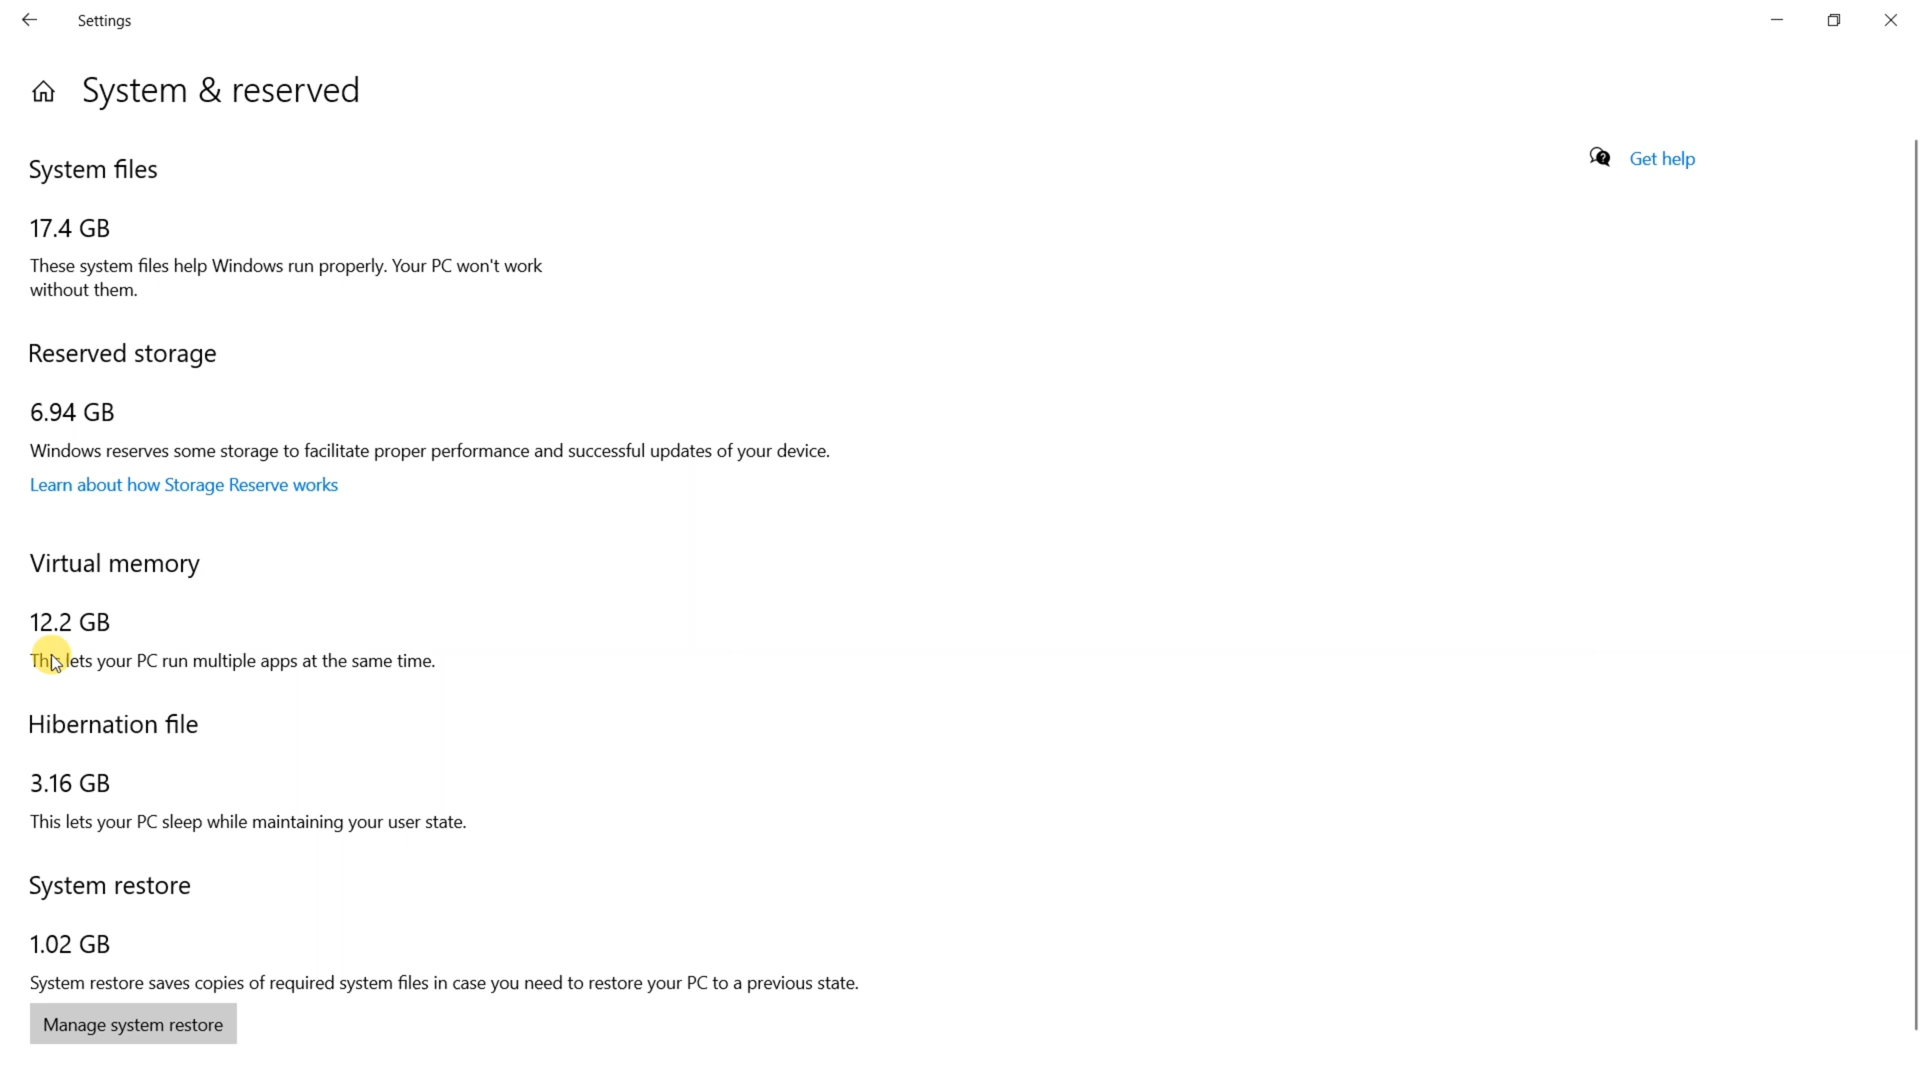 Settings
System & reserved
System files
Get help
17.4 GB
These system files help Windows run properly. Your PC won't work
without them.
Reserved storage
6.94 GB
Windows reserves some storage to facilitate proper performance and successful updates of your device.
Learn about how Storage Reserve works
Virtual memory
12.2 GB
This lets your PC run multiple apps at the same time.
Hibernation file
3.16 GB
This lets your PC sleep while maintaining your user state.
System restore
1.02 GB
System restore saves copies of required system files in case you need to restore your PC to a previous state.
Manage system restore